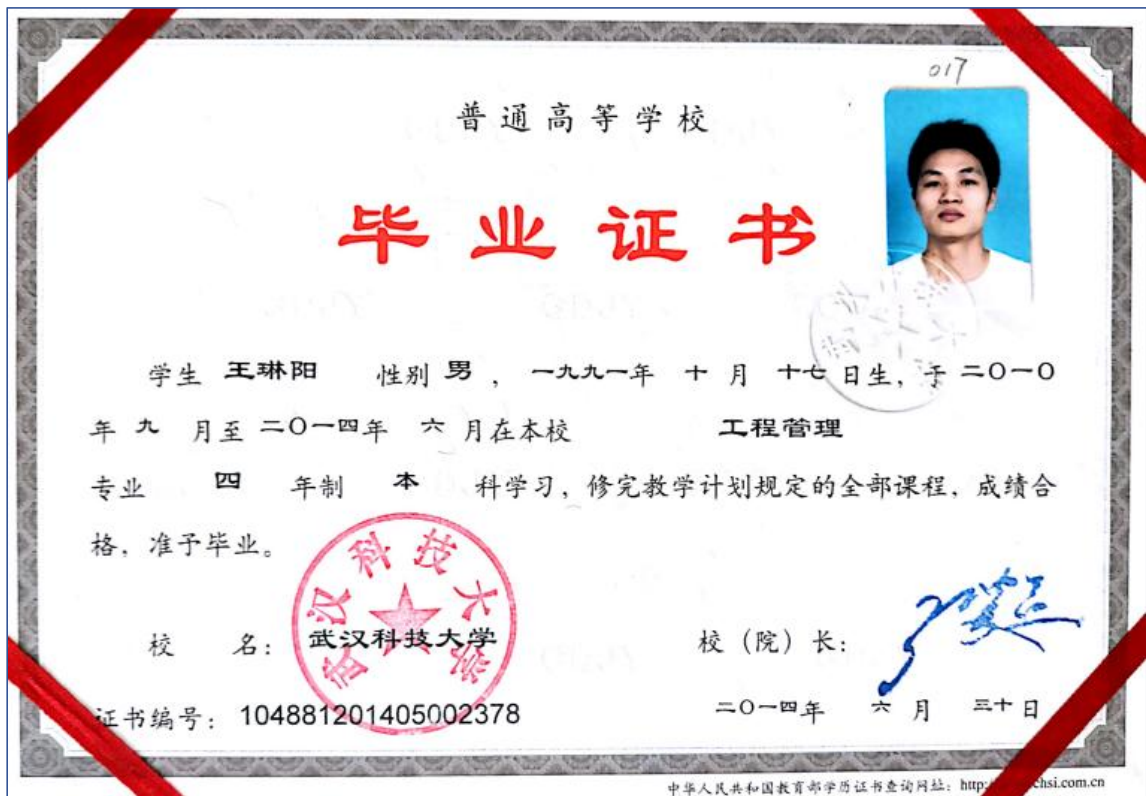 017
普通高等学校
毕业证书
学生 王琳阳 性别 男 ，一九九一年 十 月 十七 日生，于 二〇一〇
年 九 月至 二〇一四年 六 月在本校 工程管理
专业 四 年制 本 科学习，修完教学计划规定的全部课程，成绩合
格，准予毕业。
武汉科技大学
校 名：武汉科技大学 校（院）长：
证书编号：104881201405002378 二〇一四年 六 月 三十日
中华人民共和国教育部学历证书查询网址：http: chsi.com.cn